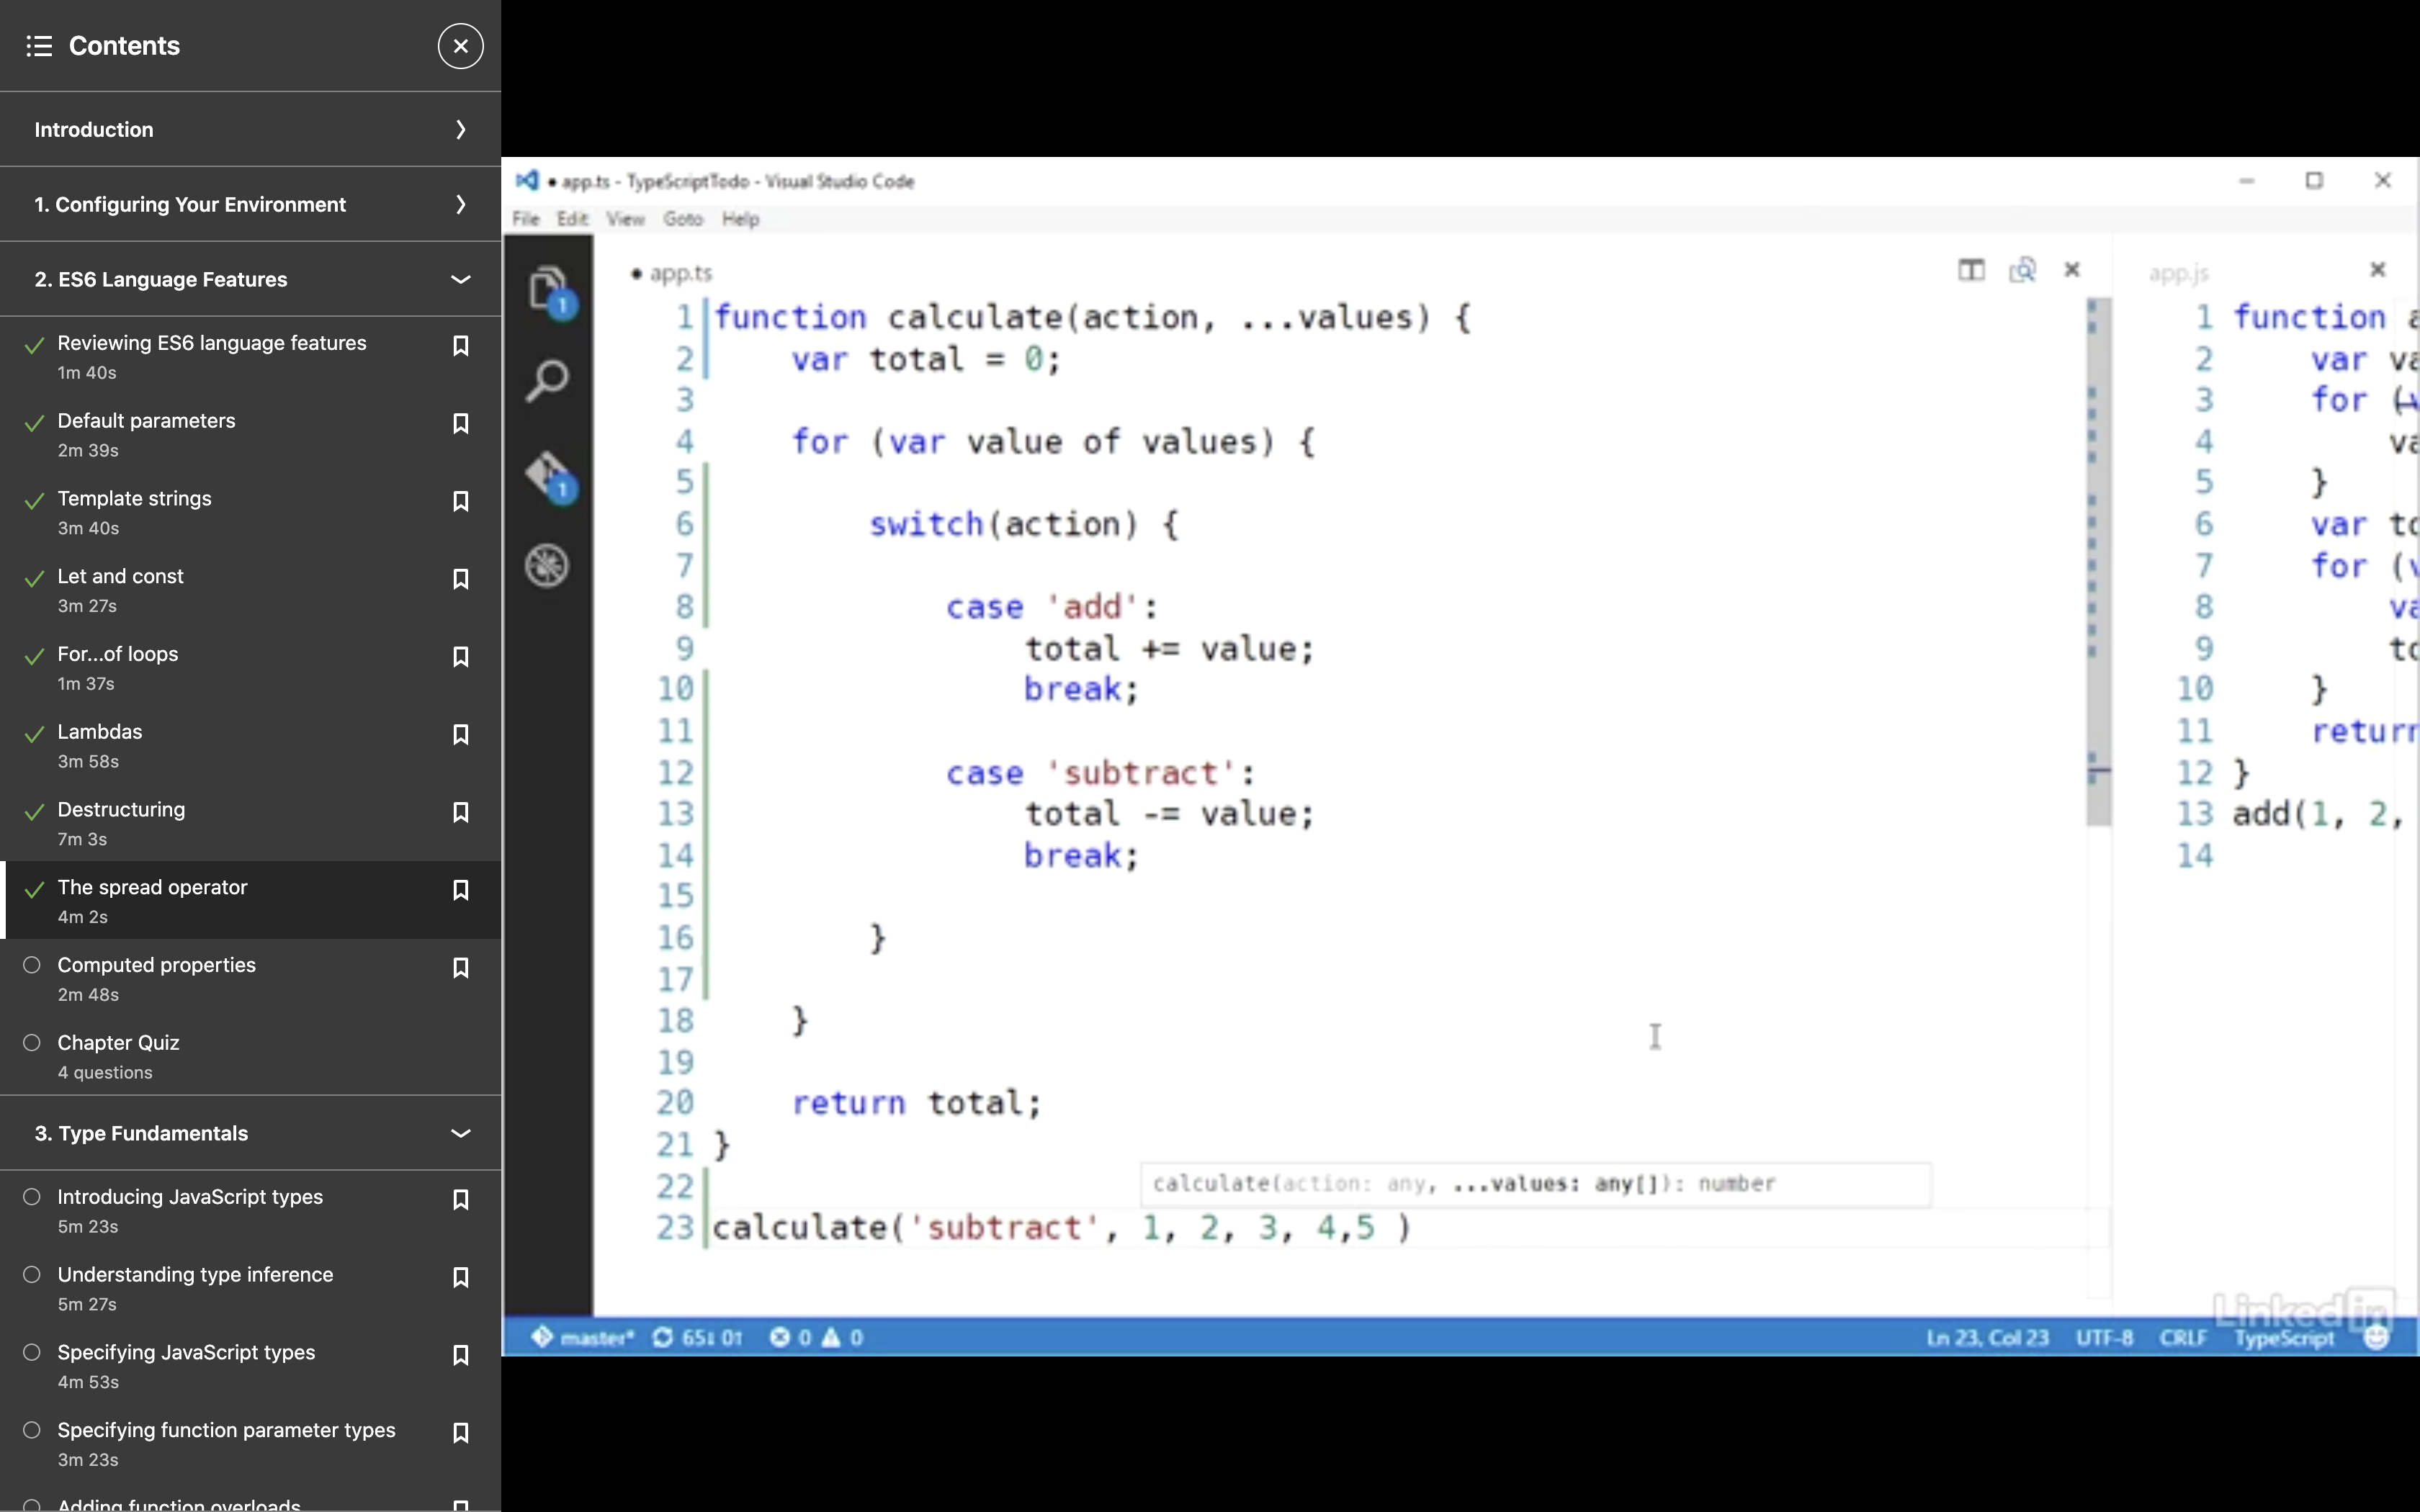 Contents
Introduction
1. Configuring Your Environment
2. ES6 Language Features
Reviewing ES6 language features
1m 40s
Default parameters
2m 39s
Template strings
3m 40s
Let and const
3m 27s
For...of loops
1m 37s
Lambdas
3m 58s
Destructuring
7m 3s
The spread operator
4m 2s
Computed properties
2m 48s
Chapter Quiz
4 questions
3. Type Fundamentals
Introducing JavaScript types
5m 23s
Understanding type inference
5m 27s
Specifying JavaScript types
4m 53s
Specifying function parameter types
3m 23s
Adding function overloads
● app.ts - TypeScriptTodo - Visual Studio Code
File Edit View Goto Help
1
1
● app.ts
1 function calculate(action, ...values) {
2     var total = 0;
3
4     for (var value of values) {
5
6         switch(action) {
7
8             case 'add':
9                 total += value;
10                 break;
11
12             case 'subtract':
13                 total -= value;
14                 break;
15
16         }
17
18     }
19
20     return total;
21 }
22
calculate(action: any, ...values: any[]): number
23 calculate('subtract', 1, 2, 3, 4,5 )
app.js
1 function
2     var
3     for (
4
5     }
6     var
7     for (
8
9
10     }
11     return
12 }
13 add(1, 2,
14
LinkedIn
master* 65↓ 0↑ 0 0
Ln 23, Col 23 UTF-8 CRLF TypeScript